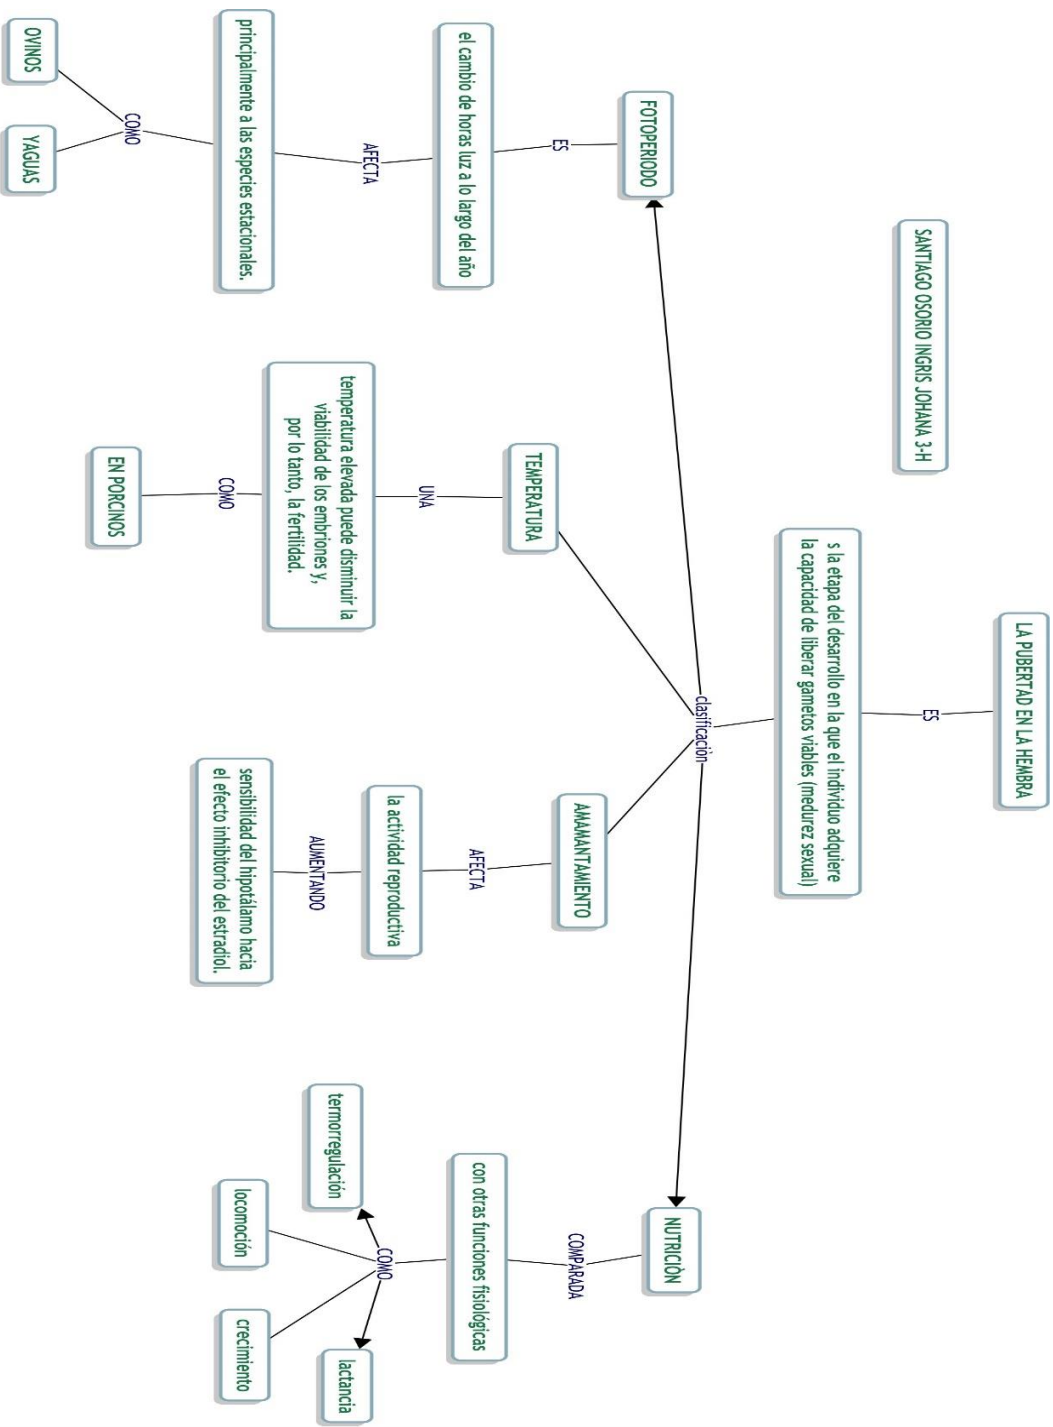 LA PUBERTAD EN LA HEMBRA
SANTIAGO OSORIO INGRIS JOHANA 3-H
ES
s la etapa del desarrollo en la que el individuo adquiere
la capacidad de liberar gametos viables (medurez sexual)
clasificaciòn
FOTOPERIODO
ES
el cambio de horas luz a lo largo del año
AFECTA
principalmente a las especies estacionales.
COMO
OVINOS
YAGUAS
TEMPERATURA
UNA
temperatura elevada puede disminuir la
viabilidad de los embriones y,
por lo tanto, la fertilidad.
COMO
EN PORCINOS
AMAMANTAMIENTO
AFECTA
la actividad reproductiva
AUMENTANDO
sensibilidad del hipotálamo hacia
el efecto inhibitorio del estradiol.
NUTRICIÒN
COMPARADA
con otras funciones fisiológicas
COMO
termorregulación
locomoción
crecimiento
lactancia